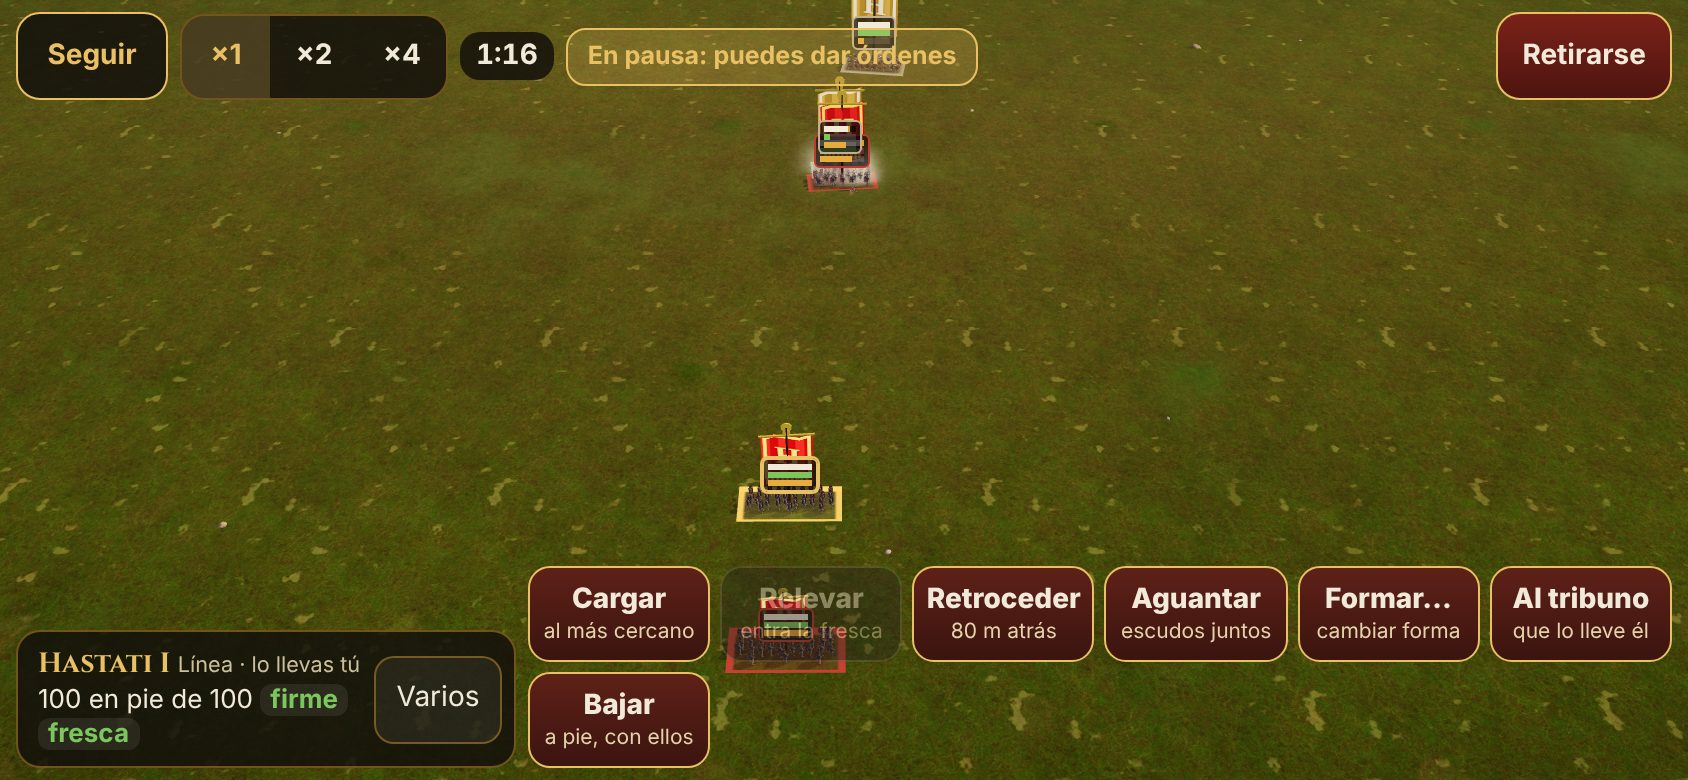 Seguir
×1
×2
×4
1:16
En pausa: puedes dar órdenes
Retirarse
Cargar
al más cercano
Relevar
entra la fresca
Retroceder
80 m atrás
Aguantar
escudos juntos
Formar...
cambiar forma
Al tribuno
que lo lleve él
HASTATI I Línea · lo llevas tú
100 en pie de 100 firme
fresca
Varios
Bajar
a pie, con ellos